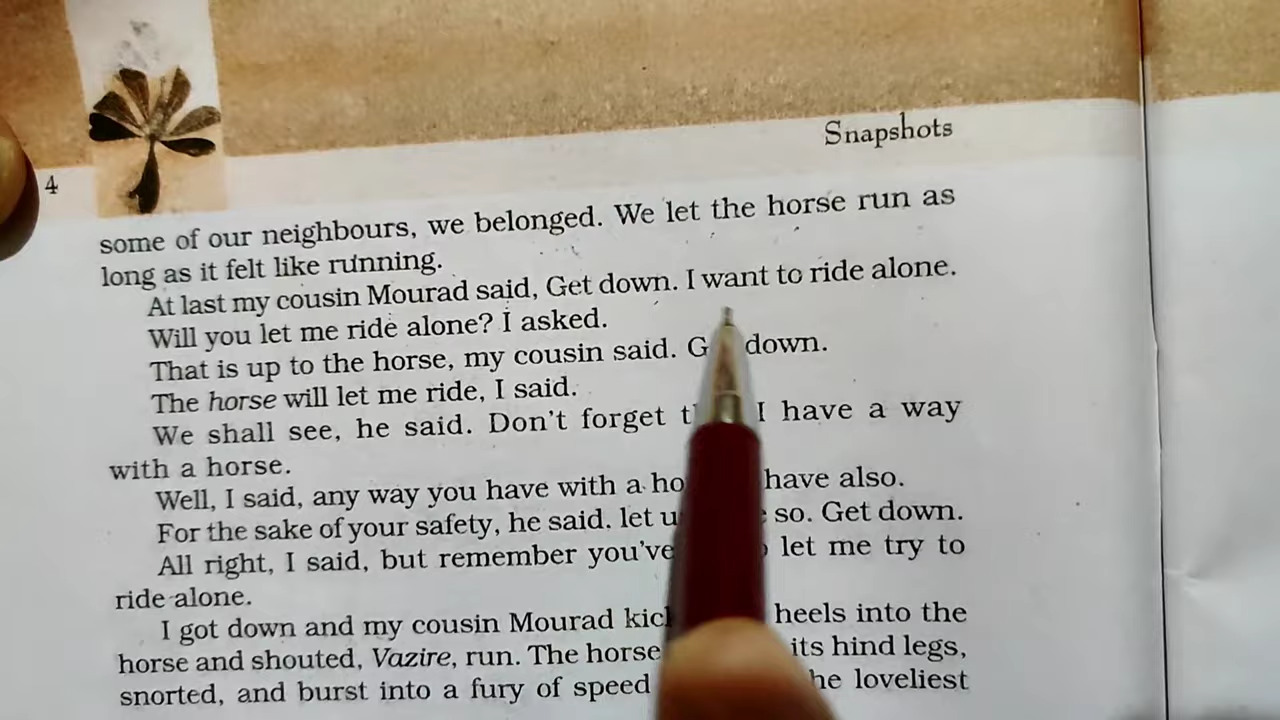 Snapshots
4
some of our neighbours, we belonged. We let the horse run as
long as it felt like running.
At last my cousin Mourad said, Get down. I want to ride alone.
Will you let me ride alone? I asked.
That is up to the horse, my cousin said. G down.
The horse will let me ride, I said.
We shall see, he said. Don't forget I have a way
with a horse.
Well, I said, any way you have with a ho have also.
For the sake of your safety, he said. let u so. Get down.
All right, I said, but remember you've let me try to
ride alone.
I got down and my cousin Mourad kic heels into the
horse and shouted, Vazire, run. The horse its hind legs,
snorted, and burst into a fury of speed loveliest